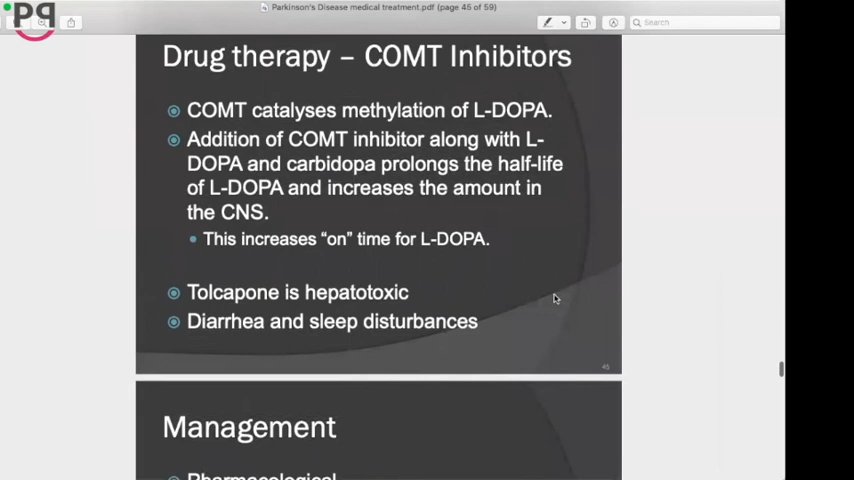 Parkinson's Disease medical treatment.pdf (page 45 of 59)
Search
PQ
Drug therapy – COMT Inhibitors
COMT catalyses methylation of L-DOPA.
Addition of COMT inhibitor along with L-
DOPA and carbidopa prolongs the half-life
of L-DOPA and increases the amount in
the CNS.
This increases “on” time for L-DOPA.
Tolcapone is hepatotoxic
Diarrhea and sleep disturbances
45
Management
Pharmacological